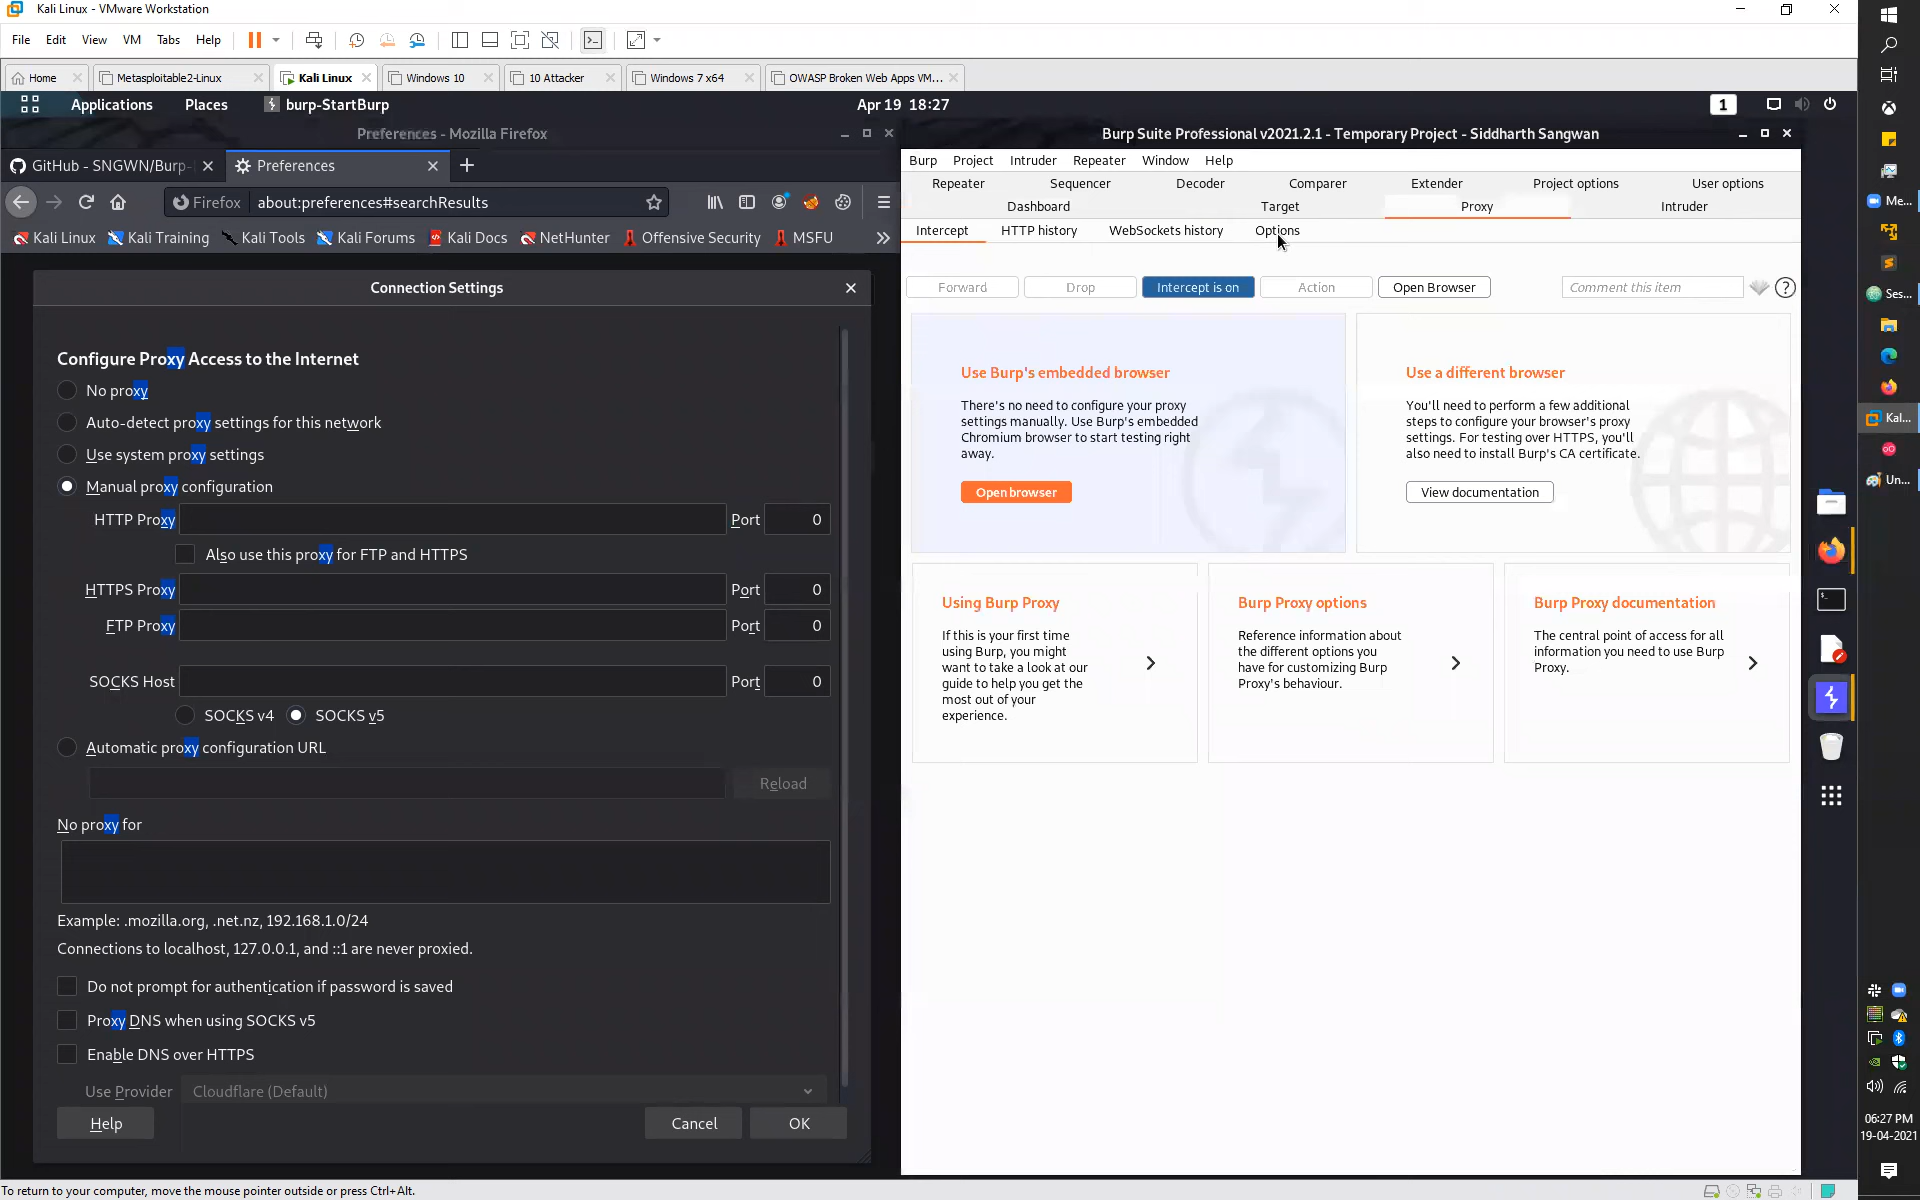 Kali Linux - VMware Workstation
File Edit View VM Tabs Help
Home Metasploitable2-Linux Kali Linux Windows 10 10 Attacker Windows 7 x64 OWASP Broken Web Apps VM...
Applications Places burp-StartBurp Apr 19 18:27 1
Preferences - Mozilla Firefox
GitHub - SNGWN/Burp- Preferences
Firefox about:preferences#searchResults
Kali Linux Kali Training Kali Tools Kali Forums Kali Docs NetHunter Offensive Security MSFU
Connection Settings
Configure Proxy Access to the Internet
No proxy
Auto-detect proxy settings for this network
Use system proxy settings
Manual proxy configuration
HTTP Proxy Port 0
Also use this proxy for FTP and HTTPS
HTTPS Proxy Port 0
FTP Proxy Port 0
SOCKS Host Port 0
SOCKS v4 SOCKS v5
Automatic proxy configuration URL
Reload
No proxy for
Example: .mozilla.org, .net.nz, 192.168.1.0/24
Connections to localhost, 127.0.0.1, and ::1 are never proxied.
Do not prompt for authentication if password is saved
Proxy DNS when using SOCKS v5
Enable DNS over HTTPS
Use Provider Cloudflare (Default)
Help Cancel OK
Burp Suite Professional v2021.2.1 - Temporary Project - Siddharth Sangwan
Burp Project Intruder Repeater Window Help
Repeater Sequencer Decoder Comparer Extender Project options User options
Dashboard Target Proxy Intruder
Intercept HTTP history WebSockets history Options
Forward Drop Intercept is on Action Open Browser Comment this item ?
Use Burp's embedded browser
There's no need to configure your proxy
settings manually. Use Burp's embedded
Chromium browser to start testing right
away.
Open browser
Use a different browser
You'll need to perform a few additional
steps to configure your browser's proxy
settings. For testing over HTTPS, you'll
also need to install Burp's CA certificate.
View documentation
Using Burp Proxy
If this is your first time
using Burp, you might
want to take a look at our
guide to help you get the
most out of your
experience.
Burp Proxy options
Reference information about
the different options you
have for customizing Burp
Proxy's behaviour.
Burp Proxy documentation
The central point of access for all
information you need to use Burp
Proxy.
Me...
Ses...
Kal...
Un...
06:27 PM
19-04-2021
To return to your computer, move the mouse pointer outside or press Ctrl+Alt.